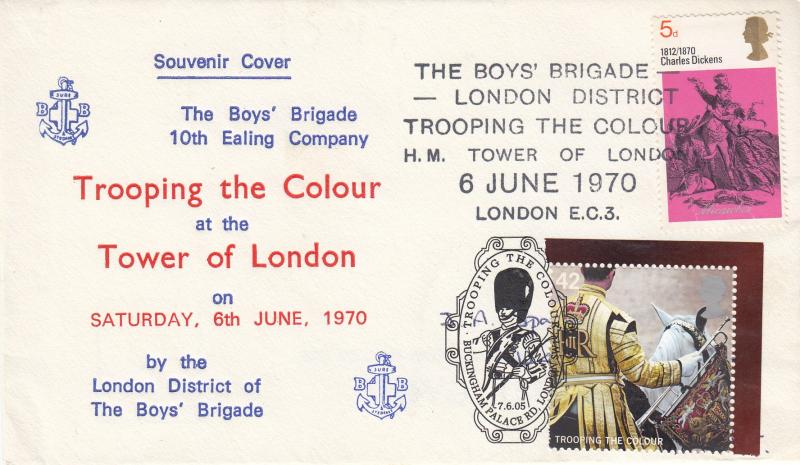 Souvenir Cover
B B
SURE
STEDFAST
The Boys' Brigade
10th Ealing Company
Trooping the Colour
at the
Tower of London
on
SATURDAY, 6th JUNE, 1970
by the
London District of
The Boys' Brigade
B B
SURE
STEDFAST
5d
1812/1870
Charles Dickens
THE BOYS' BRIGADE —
— LONDON DISTRICT
TROOPING THE COLOUR
H.M. TOWER OF LONDON
6 JUNE 1970
LONDON E.C.3.
TROOPING THE COLOUR
BUCKINGHAM PALACE RD, LONDON
7.6.05
42
E II R
TROOPING THE COLOUR